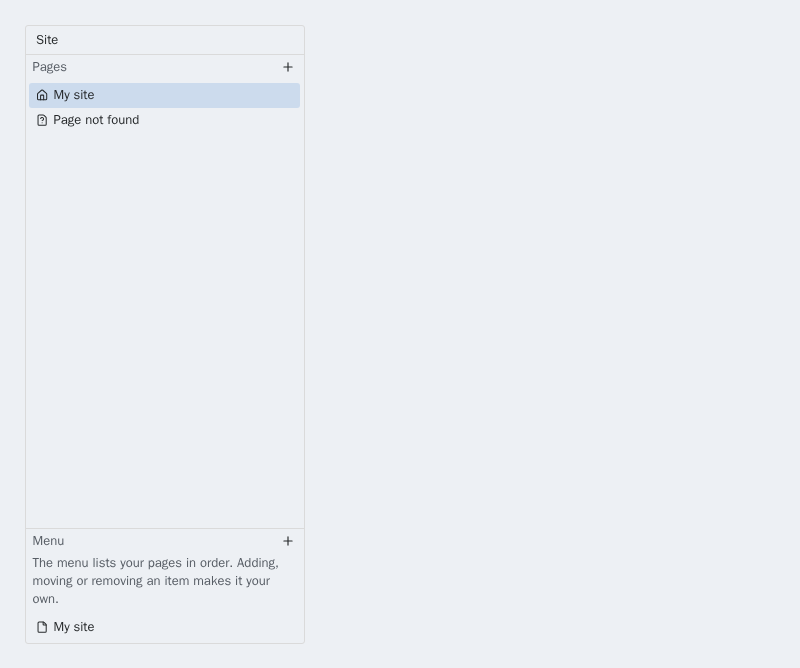 Site
Pages
My site
Page not found
Menu
The menu lists your pages in order. Adding,
moving or removing an item makes it your
own.
My site